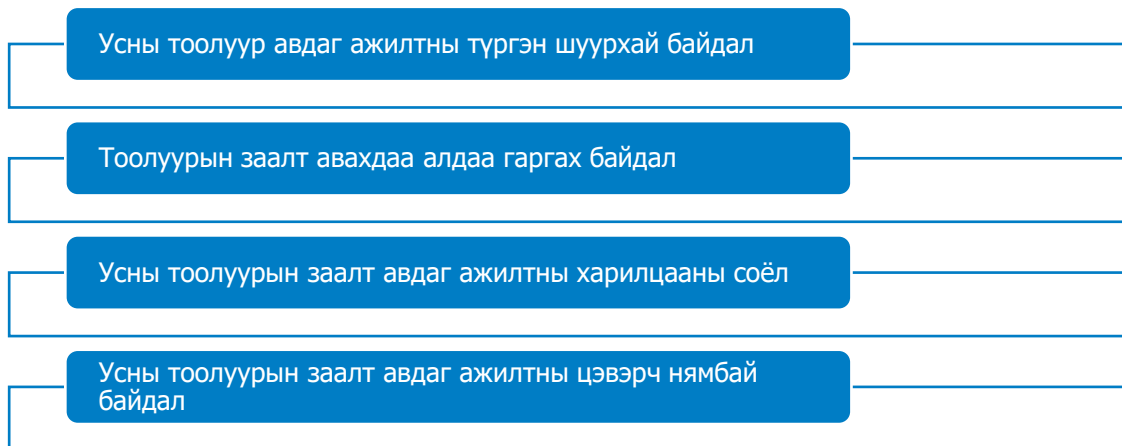 Усны тоолуур авдаг ажилтны түргэн шуурхай байдал
Тоолуурын заалт авахдаа алдаа гаргах байдал
Усны тоолуурын заалт авдаг ажилтны харилцааны соёл
Усны тоолуурын заалт авдаг ажилтны цэвэрч нямбай
байдал